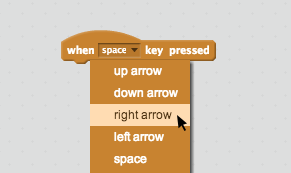 when space key pressed
up arrow
down arrow
right arrow
left arrow
space